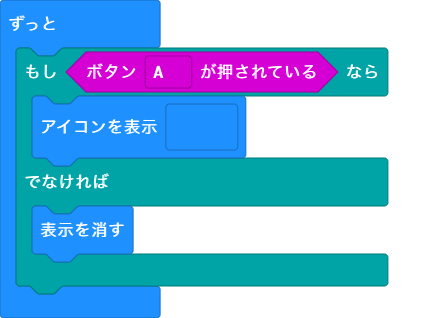 ずっと
もし ボタン A が押されている なら
アイコンを表示
でなければ
表示を消す